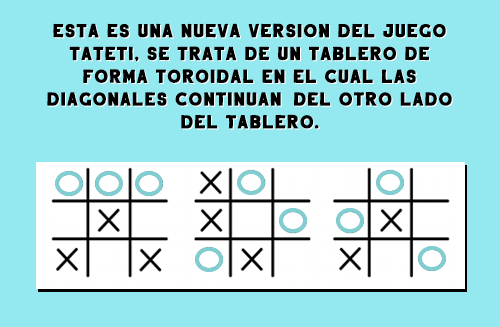 ESTA ES UNA NUEVA VERSION DEL JUEGO
TATETI, SE TRATA DE UN TABLERO DE
FORMA TOROIDAL EN EL CUAL LAS
DIAGONALES CONTINUAN DEL OTRO LADO
DEL TABLERO.
O O O X O O
X X O O X
X X O X X O